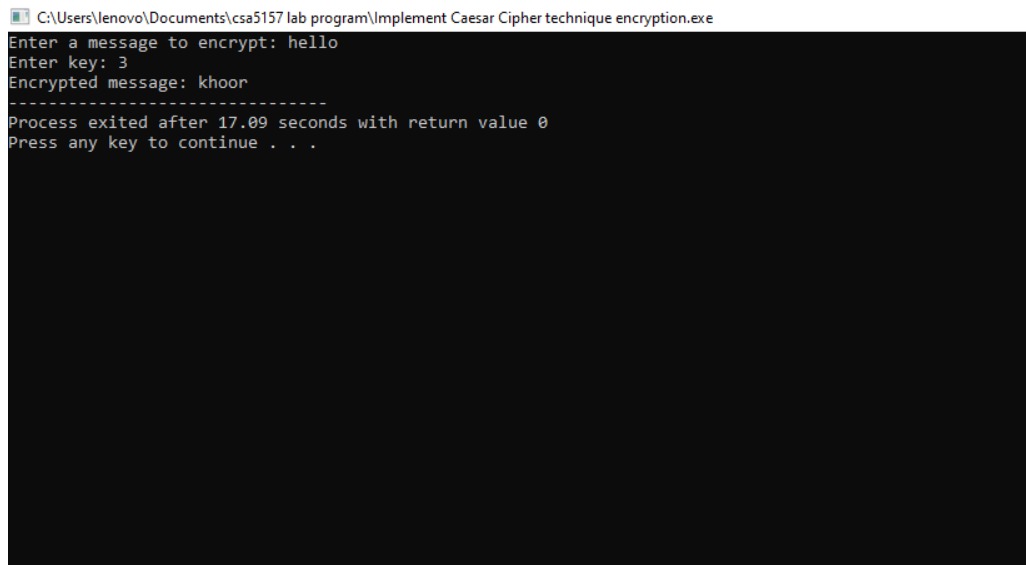 C:\Users\lenovo\Documents\csa5157 lab program\Implement Caesar Cipher technique encryption.exe
Enter a message to encrypt: hello
Enter key: 3
Encrypted message: khoor
--------------------------------
Process exited after 17.09 seconds with return value 0
Press any key to continue . . .